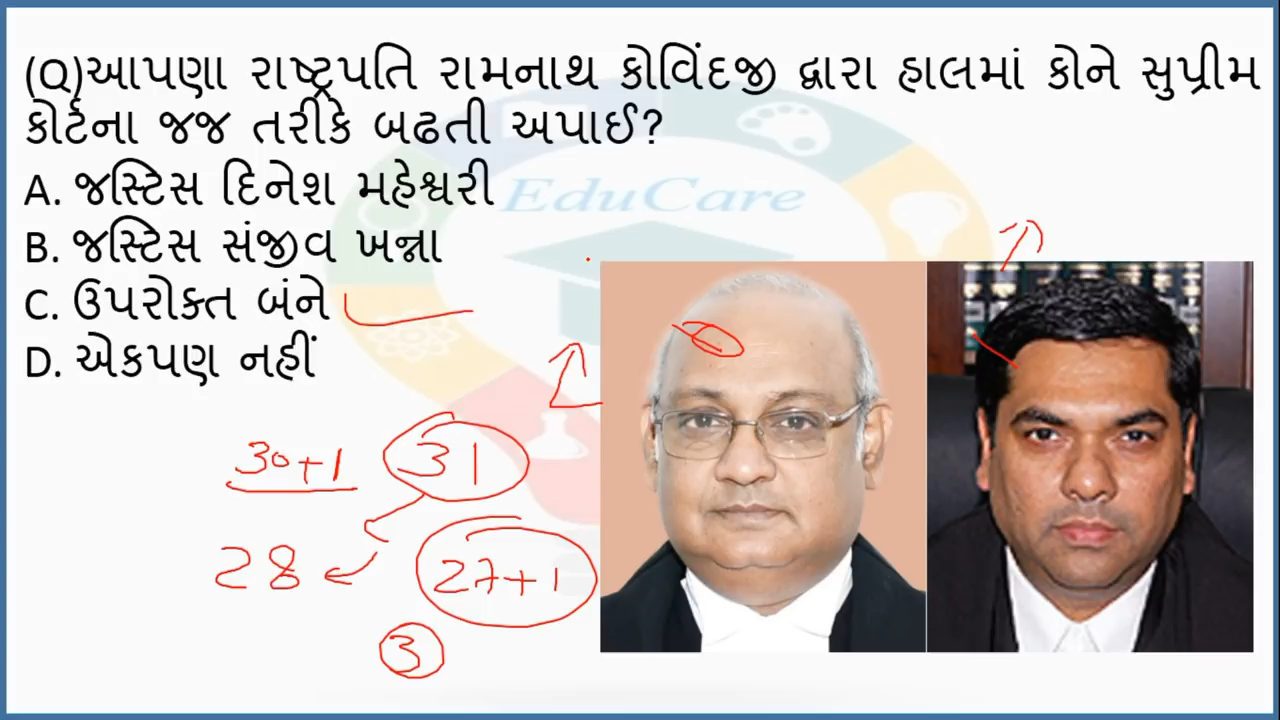 (Q)આપણા રાષ્ટ્રપતિ રામનાથ કોવિંદજી દ્વારા હાલમાં કોને સુપ્રીમ
કોર્ટના જજ તરીકે બઢતી અપાઈ?
A. જસ્ટિસ દિનેશ મહેશ્વરી
B. જસ્ટિસ સંજીવ ખન્ના
C. ઉપરોક્ત બંને
D. એકપણ નહીં
EduCare
30+1 31
28 27+1
3